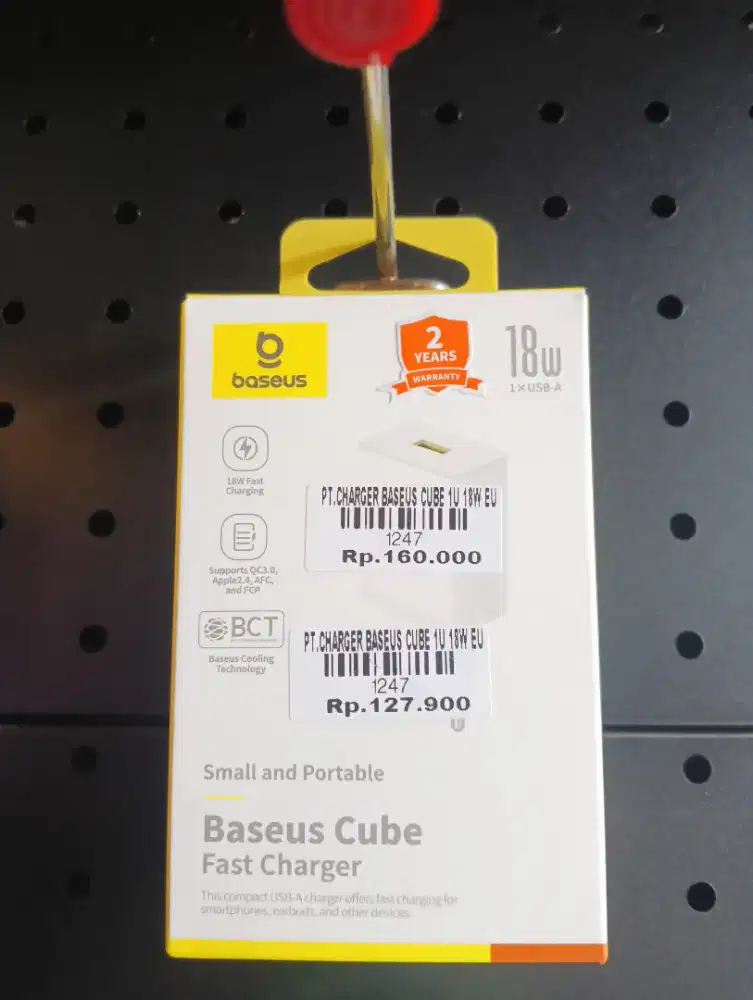 baseus
2
YEARS
WARRANTY
18w
1×USB-A
18W Fast
Charging
PT.CHARGER BASEUS CUBE 1U 18W EU
1247
Rp.160.000
Supports QC3.0,
Apple2.4, AFC,
and FCP
BCT
Baseus Cooling
Technology
PT.CHARGER BASEUS CUBE 1U 18W EU
1247
Rp.127.900
Small and Portable
Baseus Cube
Fast Charger
This compact USB-A charger offers fast charging for
smartphones, earbuds, and other devices.